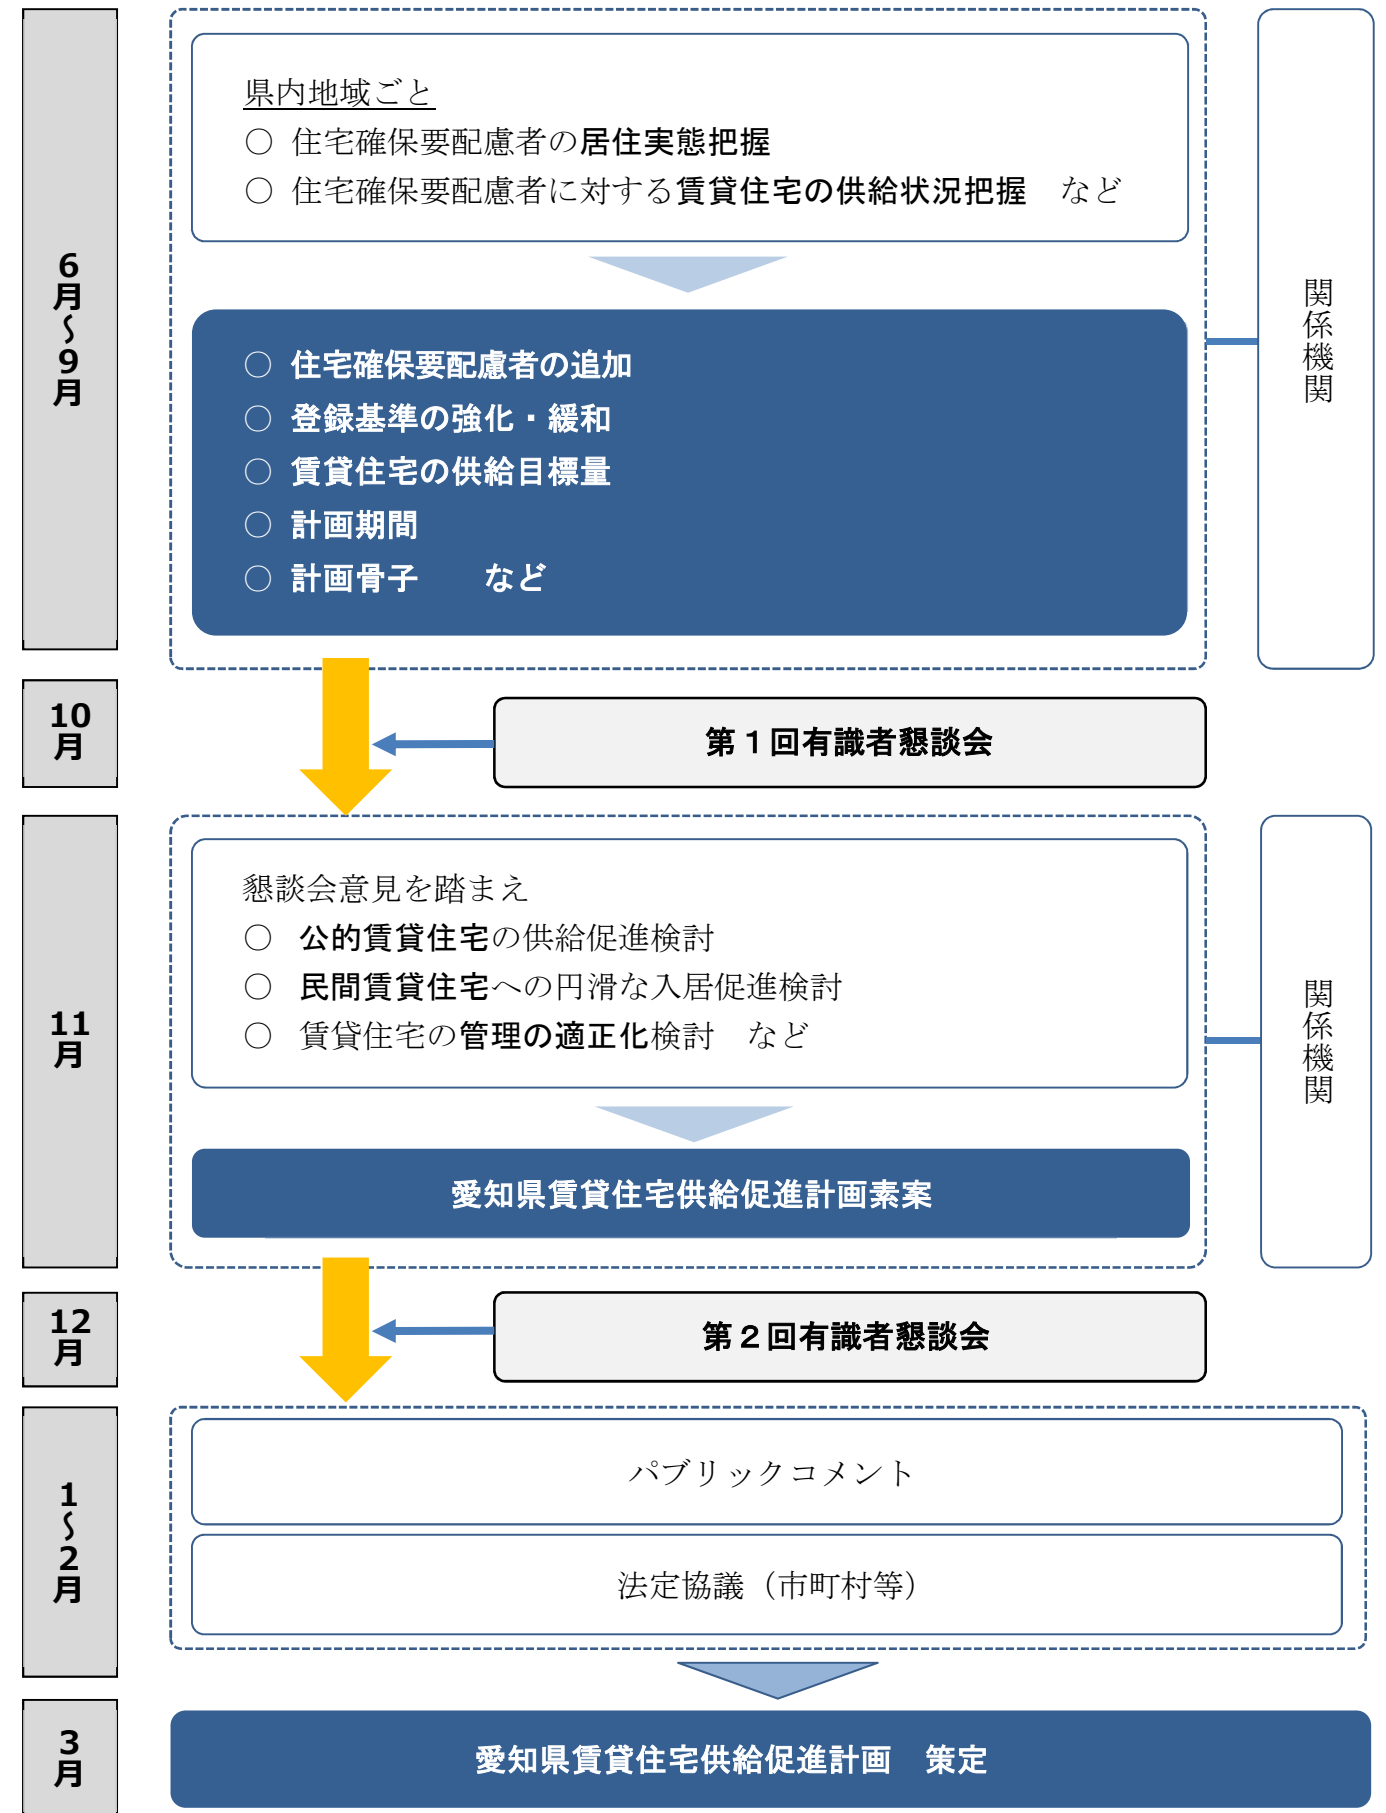 6月〜9月
県内地域ごと
○ 住宅確保要配慮者の居住実態把握
○ 住宅確保要配慮者に対する賃貸住宅の供給状況把握　など
○ 住宅確保要配慮者の追加
○ 登録基準の強化・緩和
○ 賃貸住宅の供給目標量
○ 計画期間
○ 計画骨子　　など
関係機関
10月
第１回有識者懇談会
11月
懇談会意見を踏まえ
○ 公的賃貸住宅の供給促進検討
○ 民間賃貸住宅への円滑な入居促進検討
○ 賃貸住宅の管理の適正化検討　など
愛知県賃貸住宅供給促進計画素案
関係機関
12月
第２回有識者懇談会
1〜2月
パブリックコメント
法定協議（市町村等）
3月
愛知県賃貸住宅供給促進計画　策定